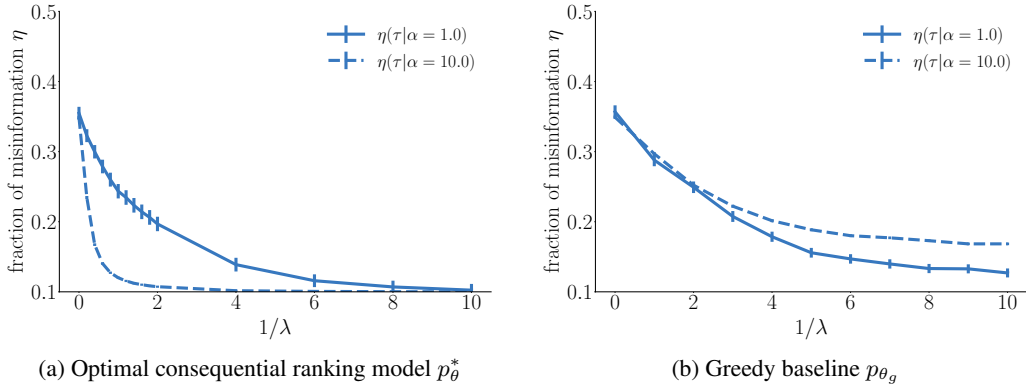 0.5
0.4
0.3
0.2
0.1
fraction of misinformation η
η(τ|α = 1.0)
η(τ|α = 10.0)
0 2 4 6 8 10
1/λ
(a) Optimal consequential ranking model p*θ
0.5
0.4
0.3
0.2
0.1
fraction of misinformation η
η(τ|α = 1.0)
η(τ|α = 10.0)
0 2 4 6 8 10
1/λ
(b) Greedy baseline pθg